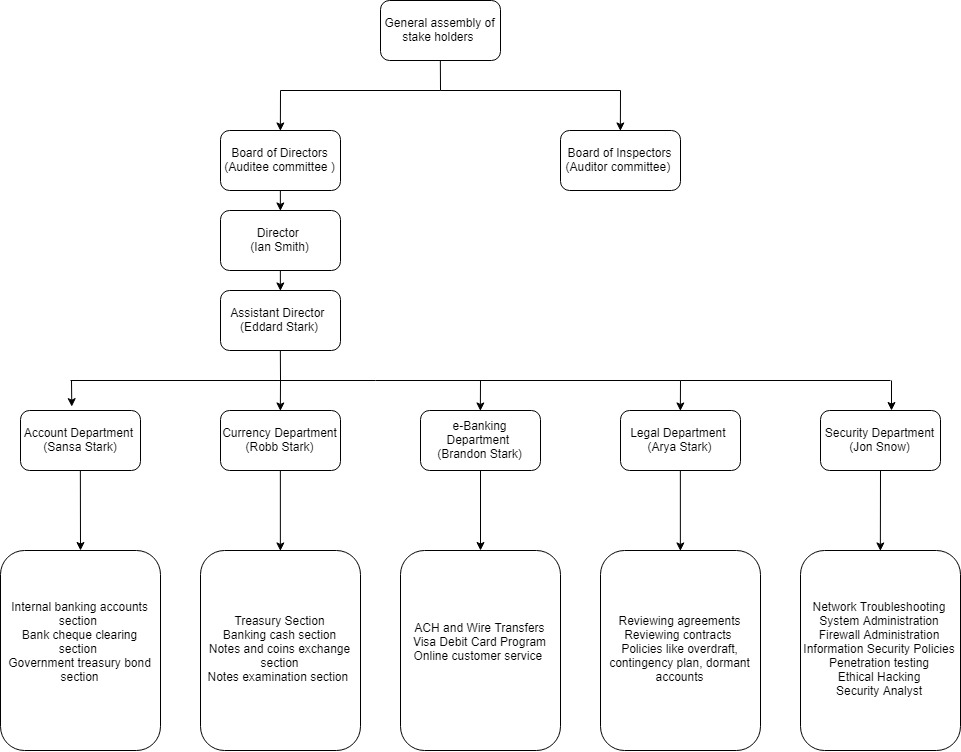 General assembly of
stake holders
Board of Directors
(Auditee committee )
Board of Inspectors
(Auditor committee)
Director
(Ian Smith)
Assistant Director
(Eddard Stark)
Account Department
(Sansa Stark)
Currency Department
(Robb Stark)
e-Banking
Department
(Brandon Stark)
Legal Department
(Arya Stark)
Security Department
(Jon Snow)
Internal banking accounts
section
Bank cheque clearing
section
Government treasury bond
section
Treasury Section
Banking cash section
Notes and coins exchange
section
Notes examination section
ACH and Wire Transfers
Visa Debit Card Program
Online customer service
Reviewing agreements
Reviewing contracts
Policies like overdraft,
contingency plan, dormant
accounts
Network Troubleshooting
System Administration
Firewall Administration
Information Security Policies
Penetration testing
Ethical Hacking
Security Analyst